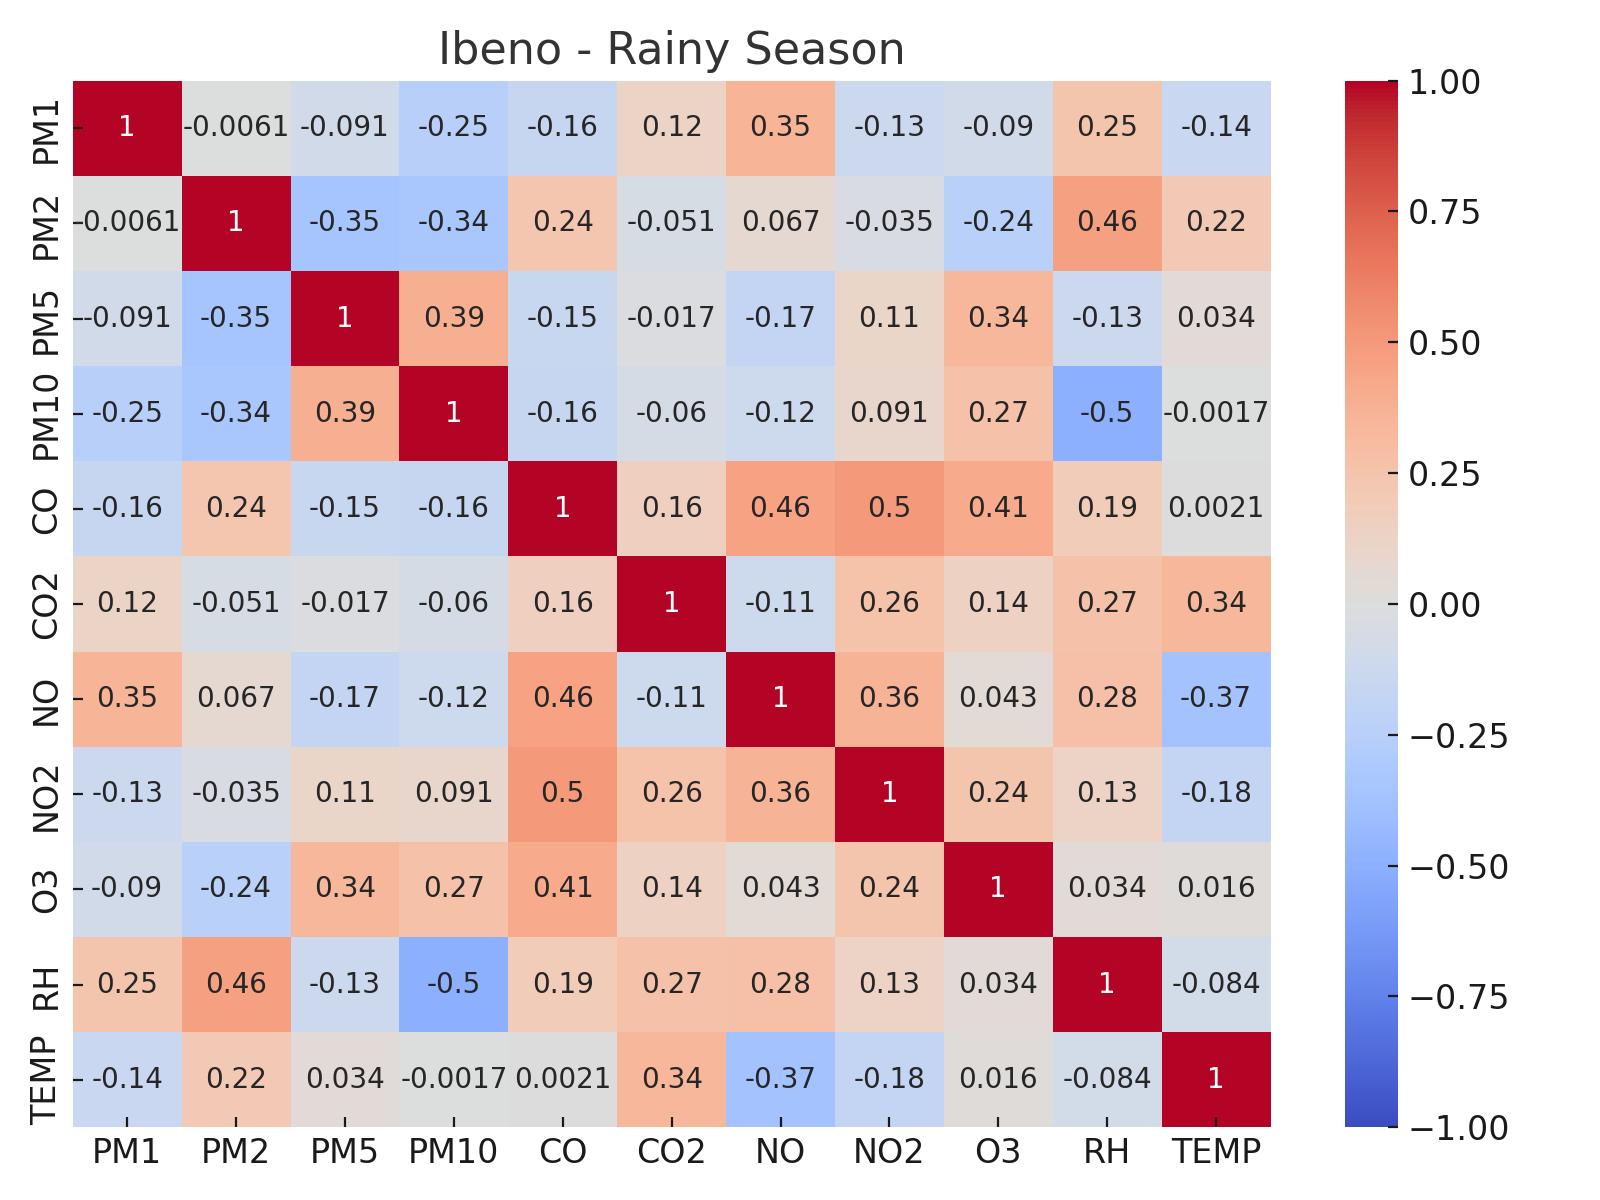 Ibeno - Rainy Season
PM1 1 -0.0061 -0.091 -0.25 -0.16 0.12 0.35 -0.13 -0.09 0.25 -0.14
PM2 -0.0061 1 -0.35 -0.34 0.24 -0.051 0.067 -0.035 -0.24 0.46 0.22
PM5 -0.091 -0.35 1 0.39 -0.15 -0.017 -0.17 0.11 0.34 -0.13 0.034
PM10 -0.25 -0.34 0.39 1 -0.16 -0.06 -0.12 0.091 0.27 -0.5 -0.0017
CO -0.16 0.24 -0.15 -0.16 1 0.16 0.46 0.5 0.41 0.19 0.0021
CO2 0.12 -0.051 -0.017 -0.06 0.16 1 -0.11 0.26 0.14 0.27 0.34
NO 0.35 0.067 -0.17 -0.12 0.46 -0.11 1 0.36 0.043 0.28 -0.37
NO2 -0.13 -0.035 0.11 0.091 0.5 0.26 0.36 1 0.24 0.13 -0.18
O3 -0.09 -0.24 0.34 0.27 0.41 0.14 0.043 0.24 1 0.034 0.016
RH 0.25 0.46 -0.13 -0.5 0.19 0.27 0.28 0.13 0.034 1 -0.084
TEMP -0.14 0.22 0.034 -0.0017 0.0021 0.34 -0.37 -0.18 0.016 -0.084 1
PM1 PM2 PM5 PM10 CO CO2 NO NO2 O3 RH TEMP
1.00
0.75
0.50
0.25
0.00
−0.25
−0.50
−0.75
−1.00